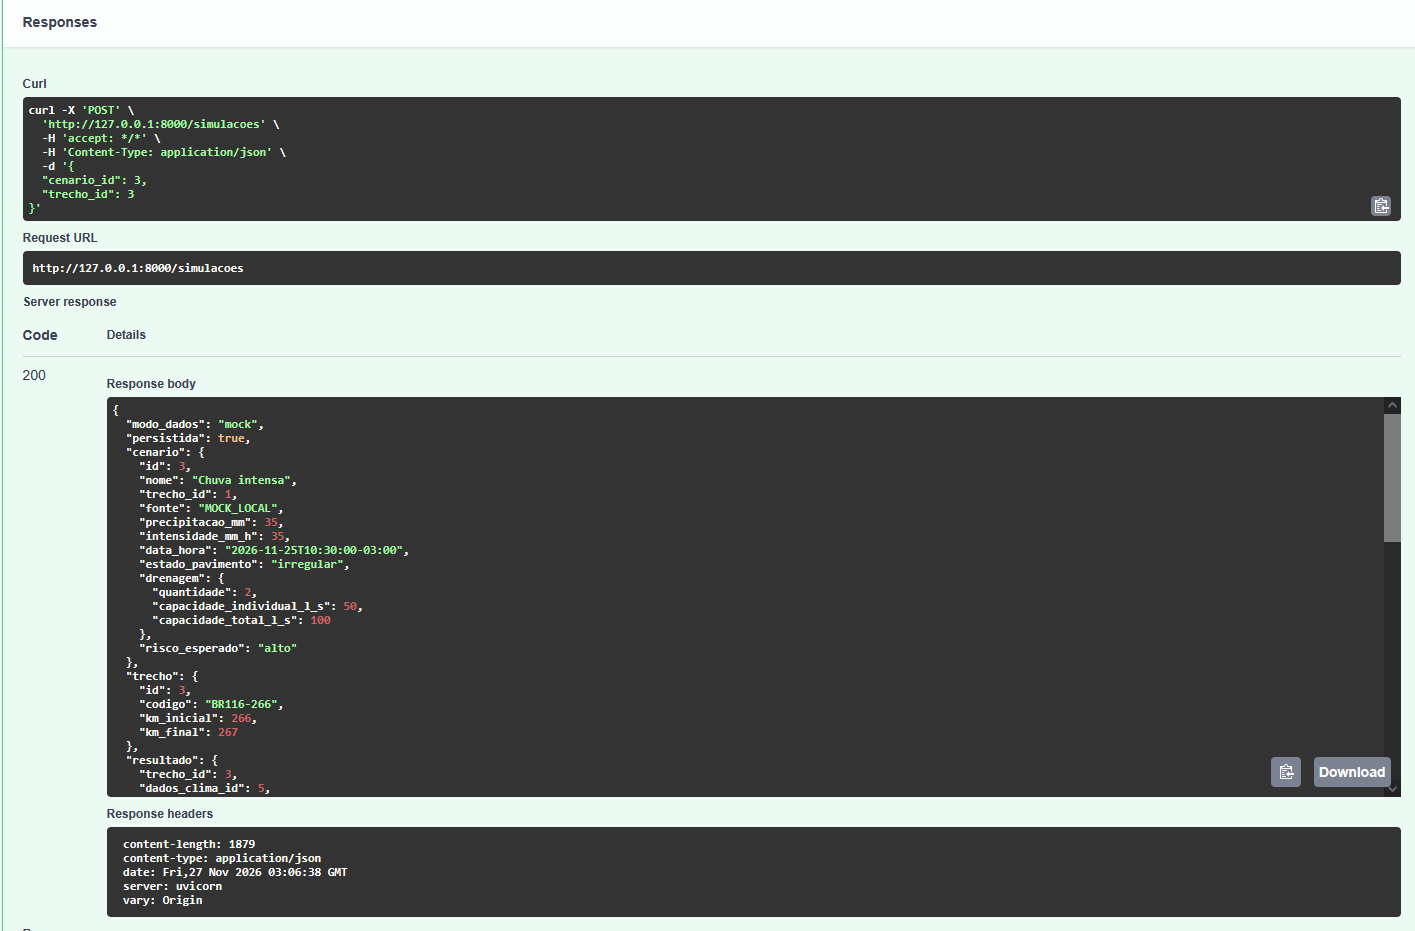 Responses
Curl
curl -X 'POST' \
  'http://127.0.0.1:8000/simulacoes' \
  -H 'accept: */*' \
  -H 'Content-Type: application/json' \
  -d '{
  "cenario_id": 3,
  "trecho_id": 3
}'
Request URL
http://127.0.0.1:8000/simulacoes
Server response
Code Details
200
Response body
{
  "modo_dados": "mock",
  "persistida": true,
  "cenario": {
    "id": 3,
    "nome": "Chuva intensa",
    "trecho_id": 1,
    "fonte": "MOCK_LOCAL",
    "precipitacao_mm": 35,
    "intensidade_mm_h": 35,
    "data_hora": "2026-11-25T10:30:00-03:00",
    "estado_pavimento": "irregular",
    "drenagem": {
      "quantidade": 2,
      "capacidade_individual_l_s": 50,
      "capacidade_total_l_s": 100
    },
    "risco_esperado": "alto"
  },
  "trecho": {
    "id": 3,
    "codigo": "BR116-266",
    "km_inicial": 266,
    "km_final": 267
  },
  "resultado": {
    "trecho_id": 3,
    "dados_clima_id": 5,
Download
Response headers
content-length: 1879
content-type: application/json
date: Fri,27 Nov 2026 03:06:38 GMT
server: uvicorn
vary: Origin